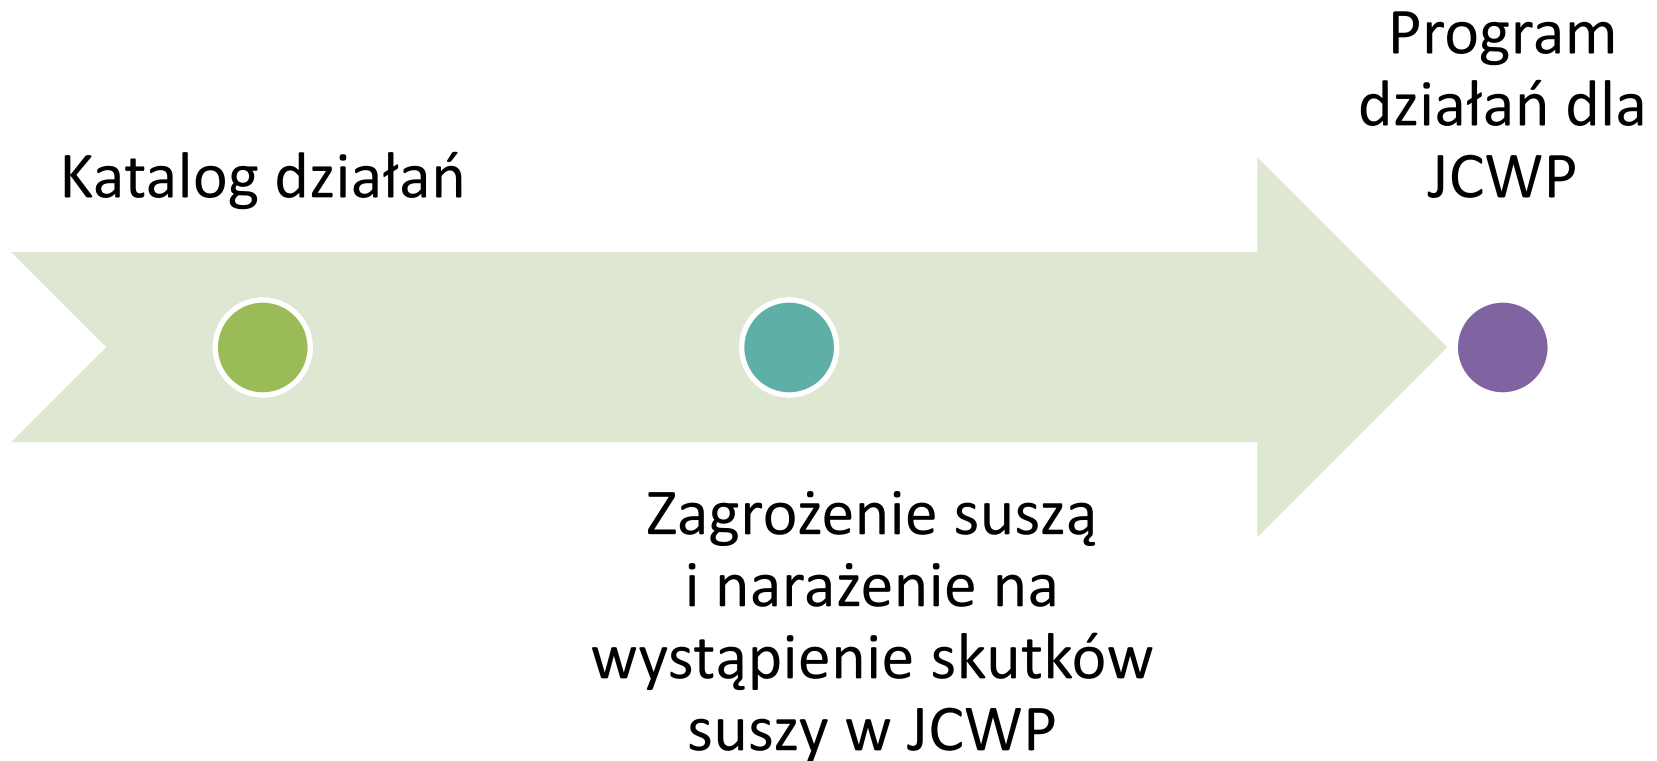 Katalog działań
Zagrożenie suszą
i narażenie na
wystąpienie skutków
suszy w JCWP
Program
działań dla
JCWP